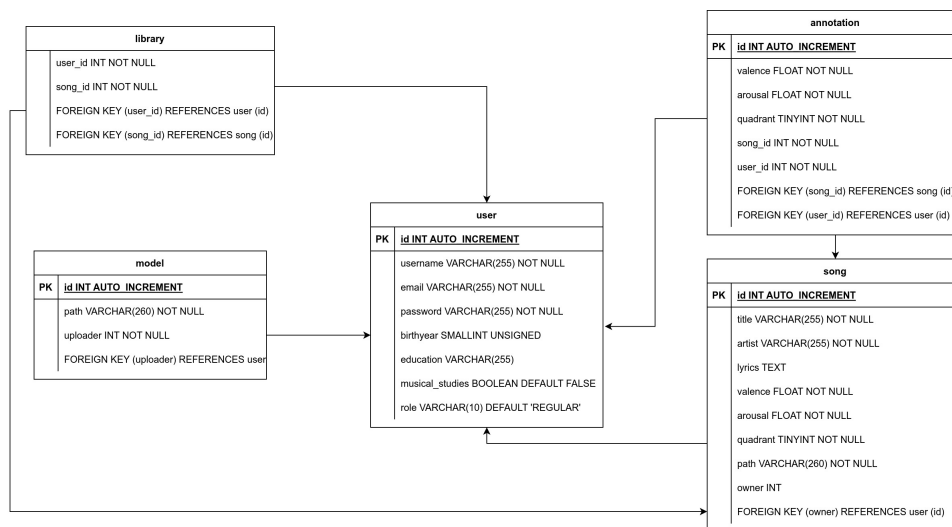 library
user_id INT NOT NULL
song_id INT NOT NULL
FOREIGN KEY (user_id) REFERENCES user (id)
FOREIGN KEY (song_id) REFERENCES song (id)
model
PK id INT AUTO_INCREMENT
path VARCHAR(260) NOT NULL
uploader INT NOT NULL
FOREIGN KEY (uploader) REFERENCES user
user
PK id INT AUTO_INCREMENT
username VARCHAR(255) NOT NULL
email VARCHAR(255) NOT NULL
password VARCHAR(255) NOT NULL
birthyear SMALLINT UNSIGNED
education VARCHAR(255)
musical_studies BOOLEAN DEFAULT FALSE
role VARCHAR(10) DEFAULT 'REGULAR'
annotation
PK id INT AUTO_INCREMENT
valence FLOAT NOT NULL
arousal FLOAT NOT NULL
quadrant TINYINT NOT NULL
song_id INT NOT NULL
user_id INT NOT NULL
FOREIGN KEY (song_id) REFERENCES song (id
FOREIGN KEY (user_id) REFERENCES user (id)
song
PK id INT AUTO_INCREMENT
title VARCHAR(255) NOT NULL
artist VARCHAR(255) NOT NULL
lyrics TEXT
valence FLOAT NOT NULL
arousal FLOAT NOT NULL
quadrant TINYINT NOT NULL
path VARCHAR(260) NOT NULL
owner INT
FOREIGN KEY (owner) REFERENCES user (id)